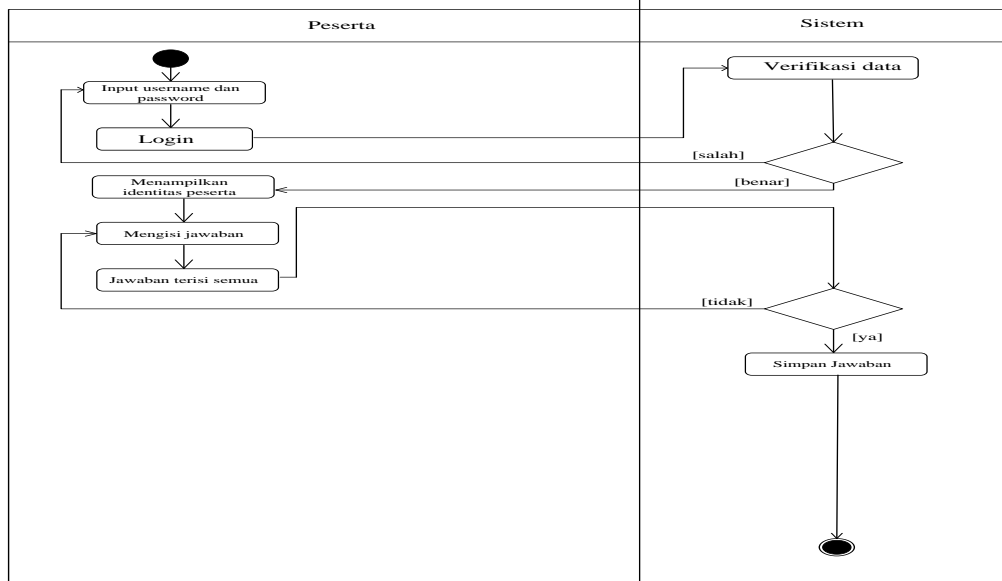 Peserta
Sistem
Input username dan
password
Verifikasi data
Login
[salah]
[benar]
Menampilkan
identitas peserta
Mengisi jawaban
Jawaban terisi semua
[tidak]
[ya]
Simpan Jawaban